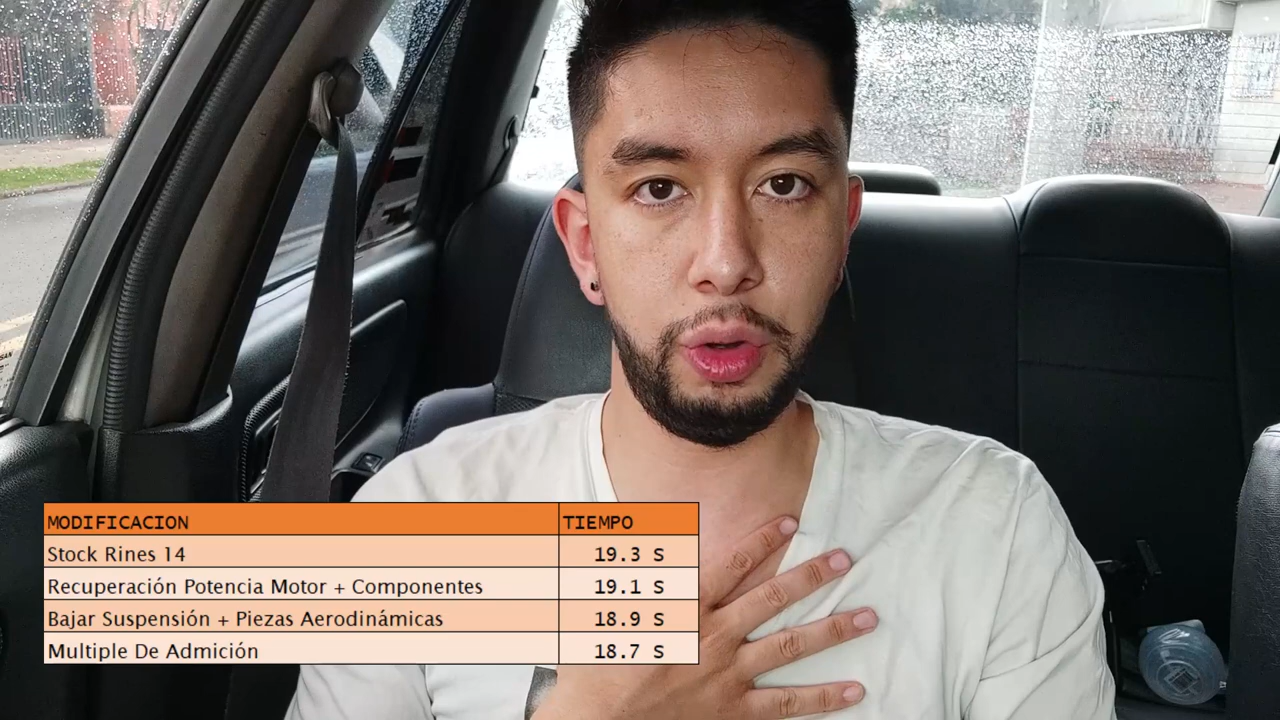 MODIFICACION TIEMPO
Stock Rines 14 19.3 S
Recuperación Potencia Motor + Componentes 19.1 S
Bajar Suspensión + Piezas Aerodinámicas 18.9 S
Multiple De Admición 18.7 S